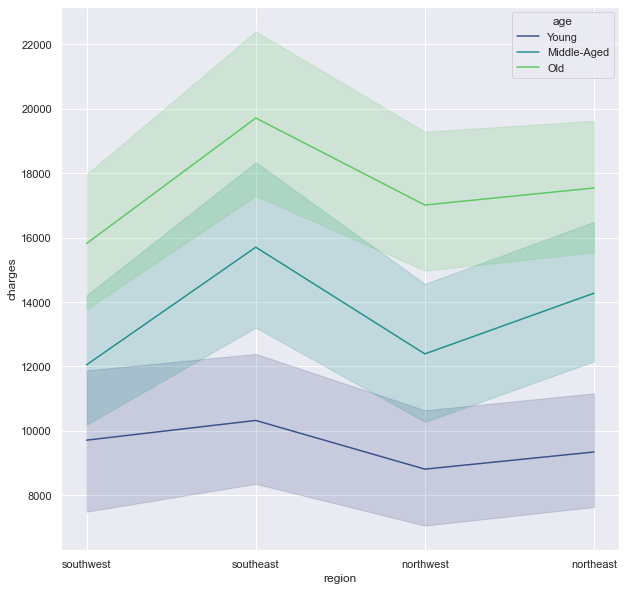 age
Young
Middle-Aged
Old
22000
20000
18000
16000
14000
12000
10000
8000
charges
southwest southeast northwest northeast
region